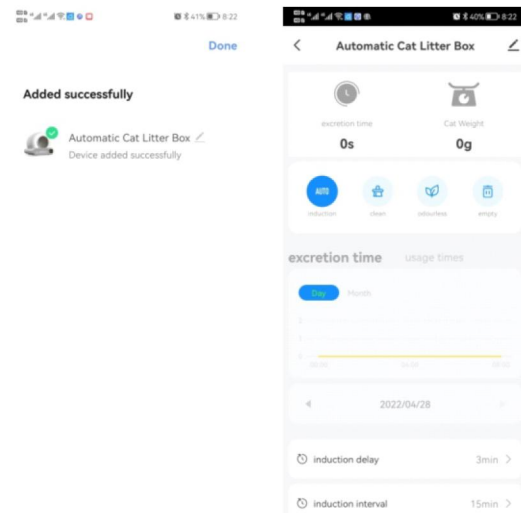 41% 8:22
Done
Added successfully
Automatic Cat Litter Box
Device added successfully
40% 8:22
Automatic Cat Litter Box
excretion time
Cat Weight
0s
0g
AUTO
induction
clean
odourless
empty
excretion time
usage times
Day
Month
2022/04/28
induction delay
3min
induction interval
15min